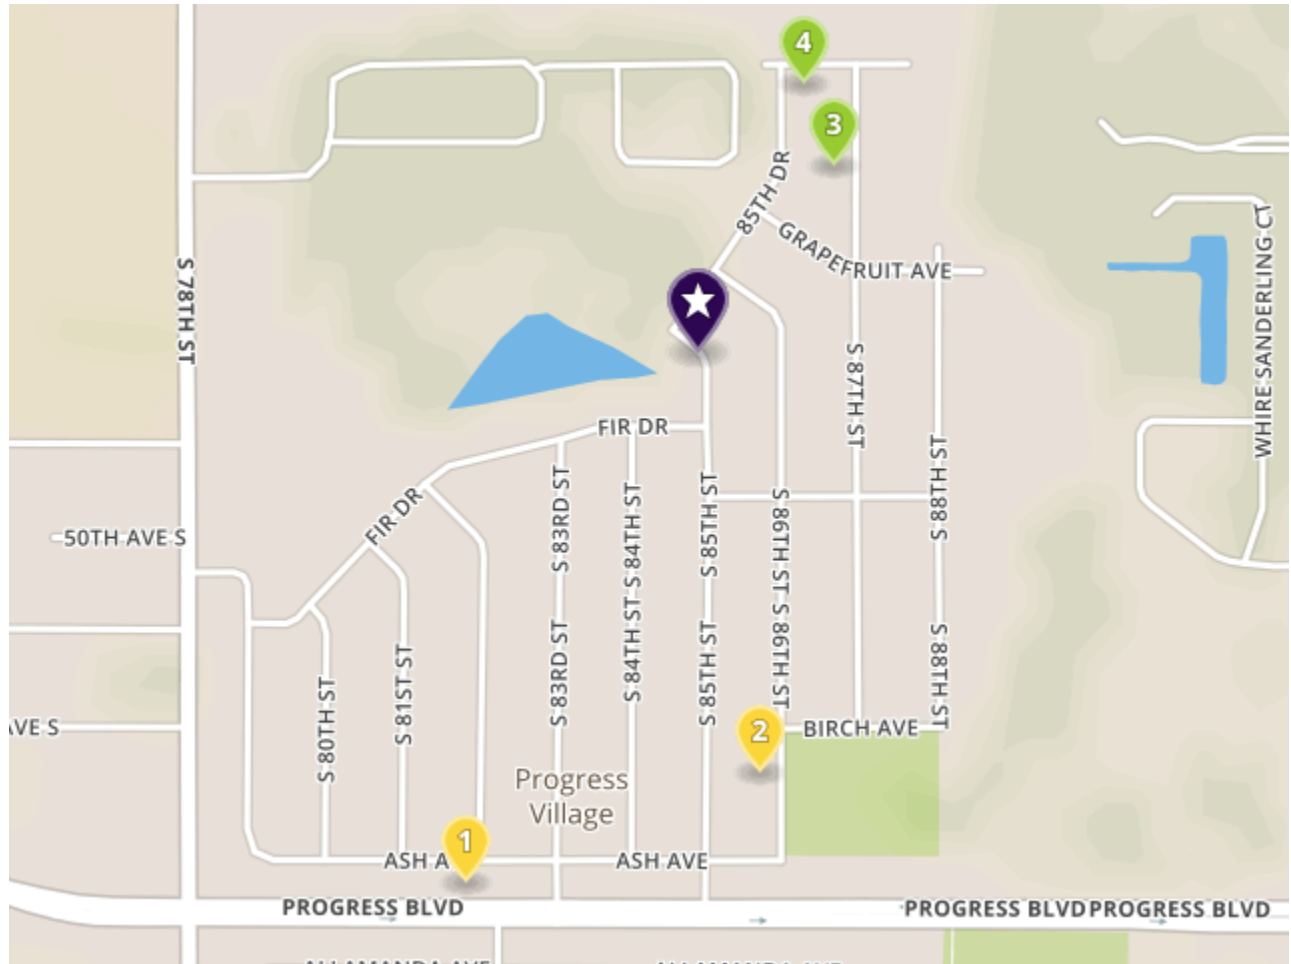 4
3
85TH DR
GRAPEFRUIT AVE
S 78TH ST
WHIRE SANDERLING CT
S 87TH ST
FIR DR
FIR DR
50TH AVE S
S 83RD ST
S 84TH ST
S 85TH ST
S 86TH ST
S 88TH ST
S 83RD ST
S 84TH ST
S 85TH ST
S 86TH ST
S 88TH ST
S 80TH ST
S 81ST ST
AVE S
2
BIRCH AVE
Progress
Village
1
ASH A
ASH AVE
PROGRESS BLVD
PROGRESS BLVD
PROGRESS BLVD